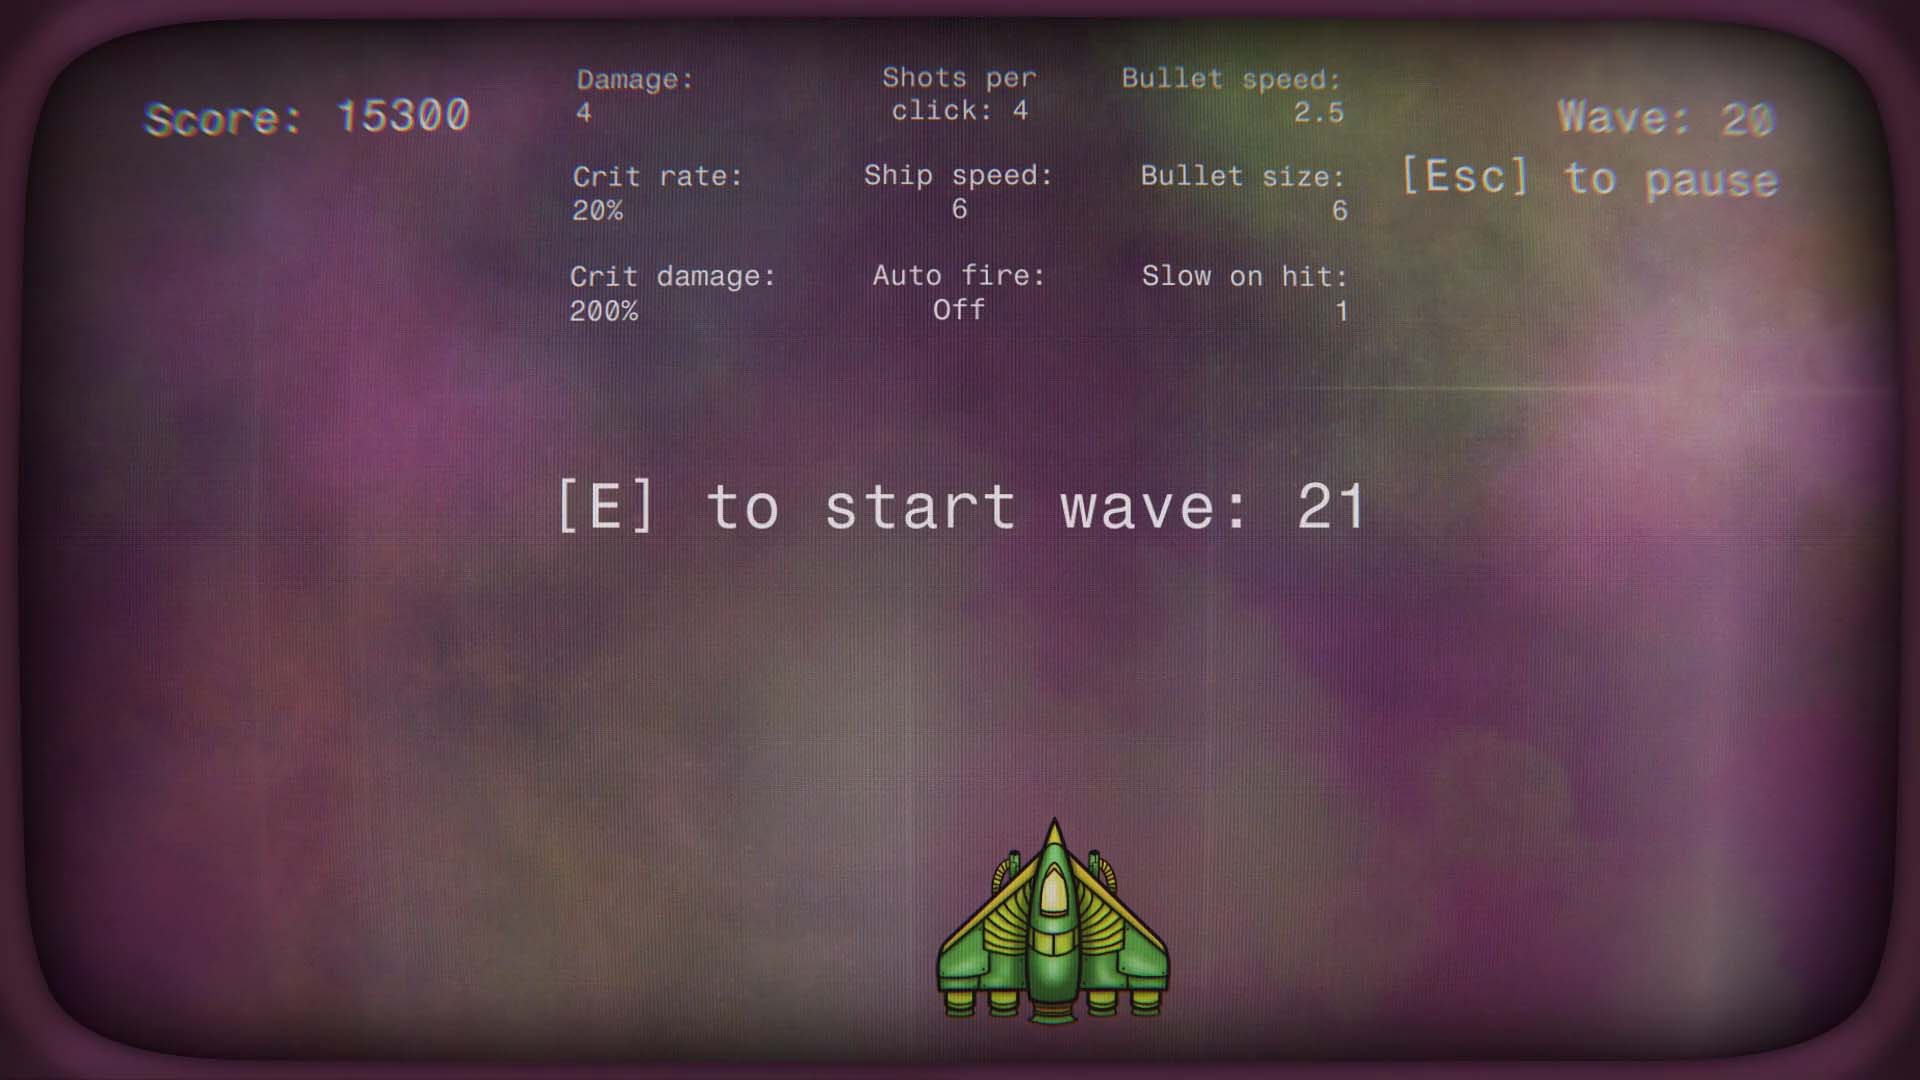 Score: 15300
Damage:
4
Shots per
click: 4
Bullet speed:
2.5
Wave: 20
[Esc] to pause
Crit rate:
20%
Ship speed:
6
Bullet size:
6
Crit damage:
200%
Auto fire:
Off
Slow on hit:
1
[E] to start wave: 21